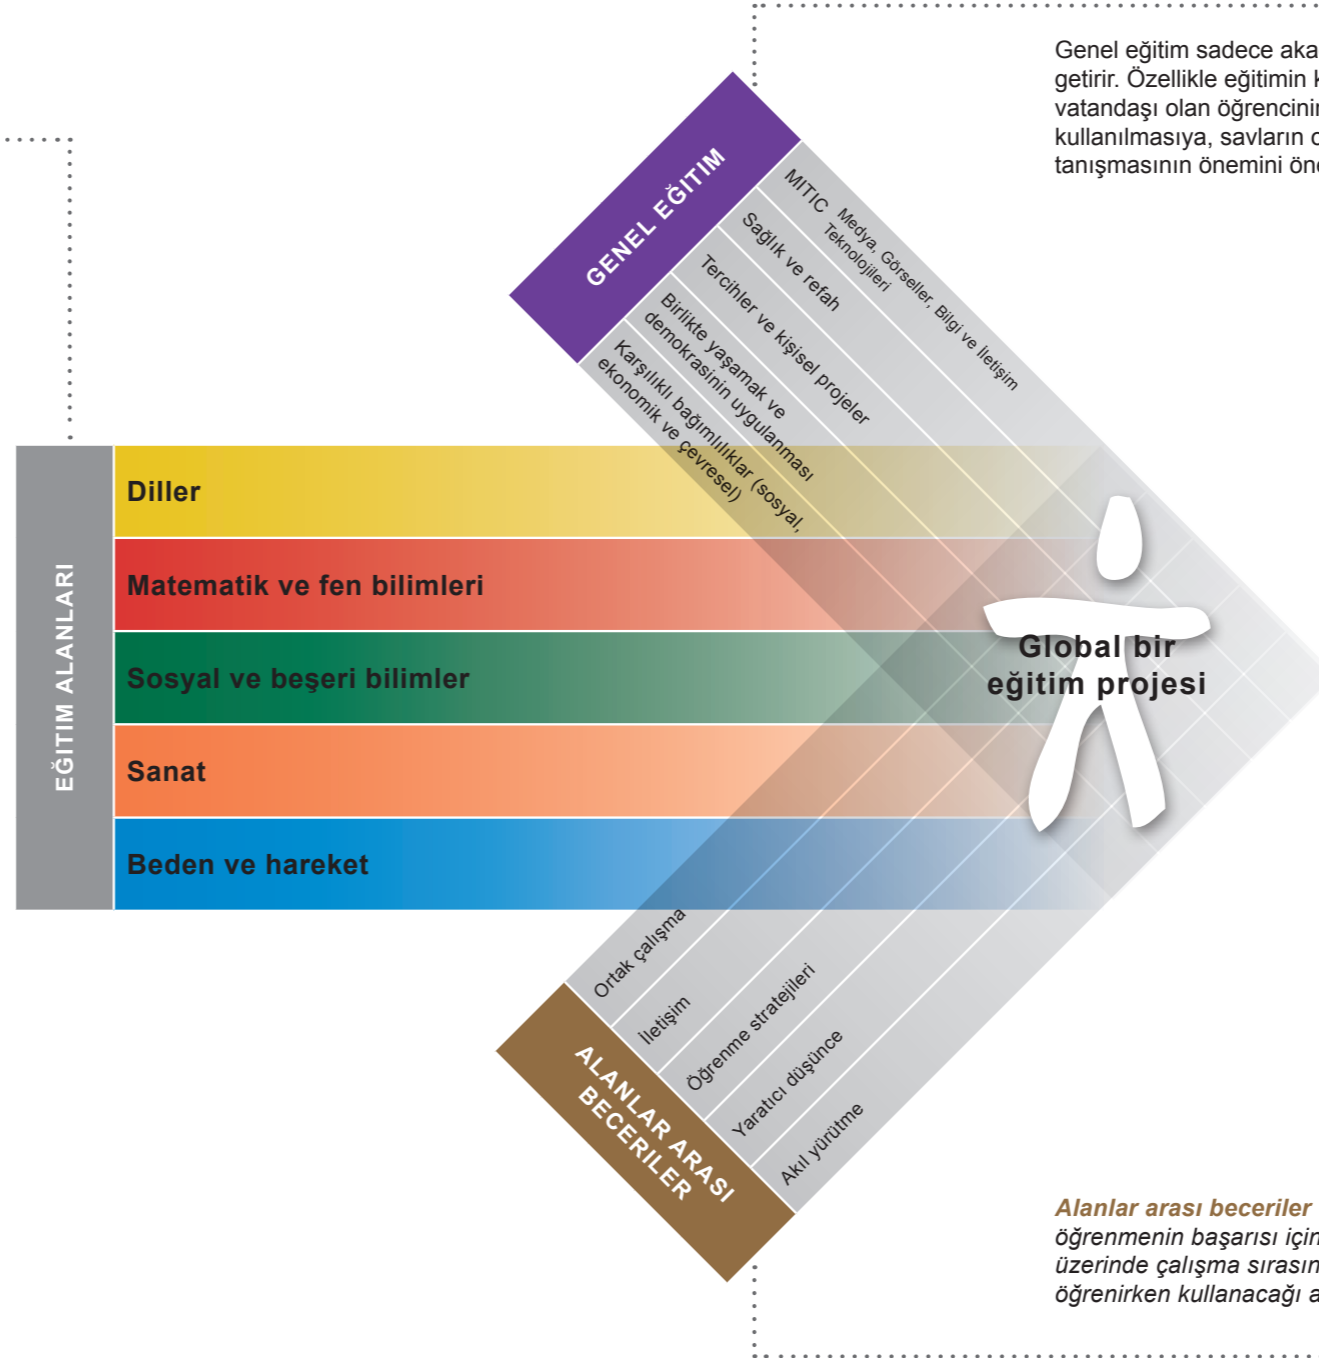 Genel eğitim sadece aka
getirir. Özellikle eğitimin k
vatandaşı olan öğrencinin
kullanılmasıya, savların o
tanışmasının önemini öne
GENEL EĞITIM
MITIC Medya, Görseller, Bilgi ve İletişim
Teknolojileri
Sağlık ve refah
Tercihler ve kişisel projeler
Birlikte yaşamak ve
demokrasinin uygulanması
Karşılıklı bağımlılıklar (sosyal,
ekonomik ve çevresel)
EĞITIM ALANLARI
Diller
Matematik ve fen bilimleri
Sosyal ve beşeri bilimler
Sanat
Beden ve hareket
Global bir
eğitim projesi
Ortak çalışma
İletişim
Öğrenme stratejileri
Yaratıcı düşünce
Akıl yürütme
ALANLAR ARASI
BECERILER
Alanlar arası beceriler
öğrenmenin başarısı için
üzerinde çalışma sırasın
öğrenirken kullanacağı a